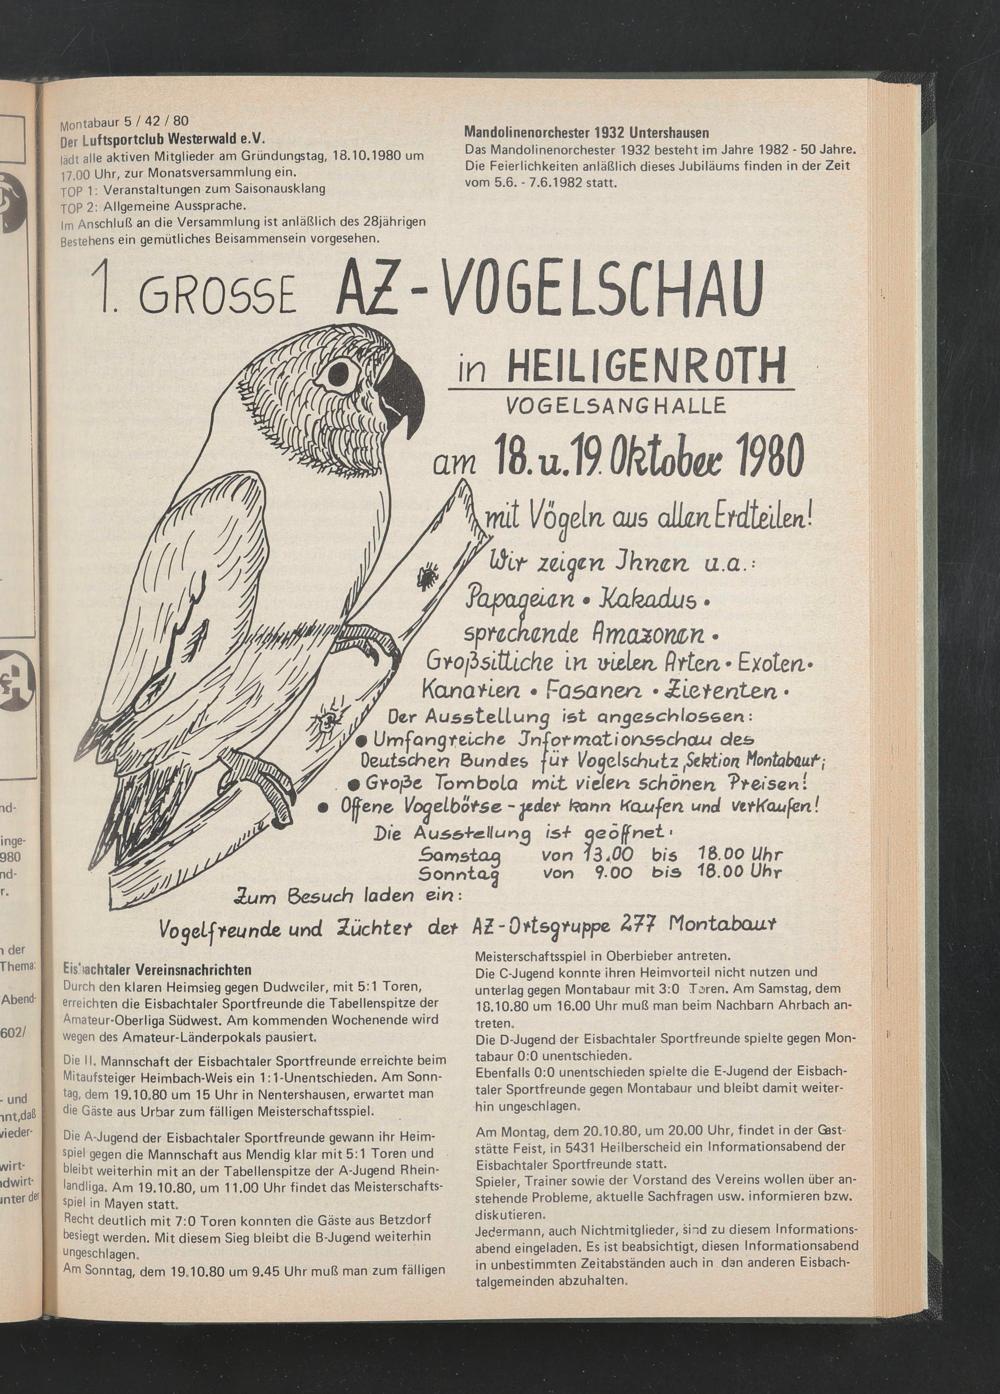 Montabaur 5 / 42 / 80
Der Luftsportclub Westerwald e.V.
lädt alle aktiven Mitglieder am Gründungstag, 18.10.1980 um
17.00 Uhr, zur Monatsversammlung ein.
TOP 1: Veranstaltungen zum Saisonausklang
TOP 2: Allgemeine Aussprache.
Im Anschluß an die Versammlung ist anläßlich des 28jährigen
Bestehens ein gemütliches Beisammensein vorgesehen.
Mandolinenorchester 1932 Untershausen
Das Mandolinenorchester 1932 besteht im Jahre 1982 - 50 Jahre.
Die Feierlichkeiten anläßlich dieses Jubiläums finden in der Zeit
vom 5.6. - 7.6.1982 statt.
1. GROSSE AZ-VOGELSCHAU
in HEILIGENROTH
VOGELSANGHALLE
am 18. u. 19. Oktober 1980
mit Vögeln aus allen Erdteilen!
Wir zeigen Ihnen u.a.:
Papageien • Kakadus •
sprechende Amazonen •
Großsittiche in vielen Arten • Exoten •
Kanarien • Fasanen • Zierenten •
Der Ausstellung ist angeschlossen:
• Umfangreiche Informationsschau des
Deutschen Bundes für Vogelschutz, Sektion Montabaur;
• Große Tombola mit vielen schönen Preisen!
• Offene Vogelbörse - jeder kann kaufen und verkaufen!
Die Ausstellung ist geöffnet:
Samstag von 13.00 bis 18.00 Uhr
Sonntag von 9.00 bis 18.00 Uhr
Zum Besuch laden ein:
Vogelfreunde und Züchter der AZ-Ortsgruppe 277 Montabaur
Eisbachtaler Vereinsnachrichten
Durch den klaren Heimsieg gegen Dudwciler, mit 5:1 Toren,
erreichten die Eisbachtaler Sportfreunde die Tabellenspitze der
Amateur-Oberliga Südwest. Am kommenden Wochenende wird
wegen des Amateur-Länderpokals pausiert.
Die II. Mannschaft der Eisbachtaler Sportfreunde erreichte beim
Mitaufsteiger Heimbach-Weis ein 1:1-Unentschieden. Am Sonn-
tag, dem 19.10.80 um 15 Uhr in Nentershausen, erwartet man
die Gäste aus Urbar zum fälligen Meisterschaftsspiel.
Die A-Jugend der Eisbachtaler Sportfreunde gewann ihr Heim-
spiel gegen die Mannschaft aus Mendig klar mit 5:1 Toren und
bleibt weiterhin mit an der Tabellenspitze der A-Jugend Rhein-
landliga. Am 19.10.80, um 11.00 Uhr findet das Meisterschafts-
spiel in Mayen statt.
Recht deutlich mit 7:0 Toren konnten die Gäste aus Betzdorf
besiegt werden. Mit diesem Sieg bleibt die B-Jugend weiterhin
ungeschlagen.
Am Sonntag, dem 19.10.80 um 9.45 Uhr muß man zum fälligen
Meisterschaftsspiel in Oberbieber antreten.
Die C-Jugend konnte ihren Heimvorteil nicht nutzen und
unterlag gegen Montabaur mit 3:0 Toren. Am Samstag, dem
18.10.80 um 16.00 Uhr muß man beim Nachbarn Ahrbach an-
treten.
Die D-Jugend der Eisbachtaler Sportfreunde spielte gegen Mon-
tabaur 0:0 unentschieden.
Ebenfalls 0:0 unentschieden spielte die E-Jugend der Eisbach-
taler Sportfreunde gegen Montabaur und bleibt damit weiter-
hin ungeschlagen.
Am Montag, dem 20.10.80, um 20.00 Uhr, findet in der Gast-
stätte Feist, in 5431 Heilberscheid ein Informationsabend der
Eisbachtaler Sportfreunde statt.
Spieler, Trainer sowie der Vorstand des Vereins wollen über an-
stehende Probleme, aktuelle Sachfragen usw. informieren bzw.
diskutieren.
Jedermann, auch Nichtmitglieder, sind zu diesem Informations-
abend eingeladen. Es ist beabsichtigt, diesen Informationsabend
in unbestimmten Zeitabständen auch in dan anderen Eisbach-
talgemeinden abzuhalten.